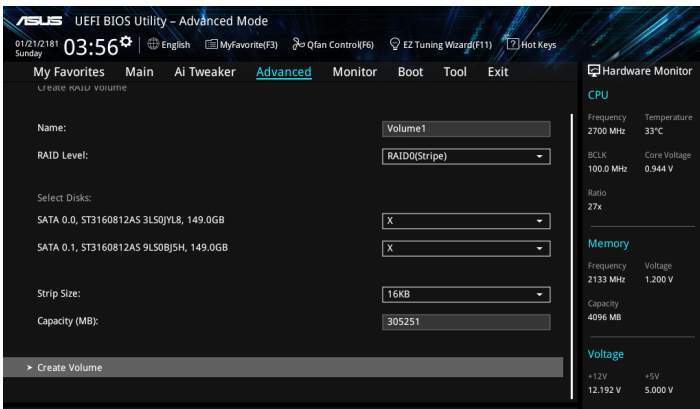 ASUS UEFI BIOS Utility – Advanced Mode
01/21/2181
Sunday
03:56
English
MyFavorite(F3)
Qfan Control(F6)
EZ Tuning Wizard(F11)
? Hot Keys
My Favorites Main Ai Tweaker Advanced Monitor Boot Tool Exit
Create RAID Volume
Name: Volume1
RAID Level: RAID0(Stripe)
Select Disks:
SATA 0.0, ST3160812AS 3LS0JYL8, 149.0GB X
SATA 0.1, ST3160812AS 9LS0BJ5H, 149.0GB X
Strip Size: 16KB
Capacity (MB): 305251
> Create Volume
Hardware Monitor
CPU
Frequency Temperature
2700 MHz 33°C
BCLK Core Voltage
100.0 MHz 0.944 V
Ratio
27x
Memory
Frequency Voltage
2133 MHz 1.200 V
Capacity
4096 MB
Voltage
+12V +5V
12.192 V 5.000 V